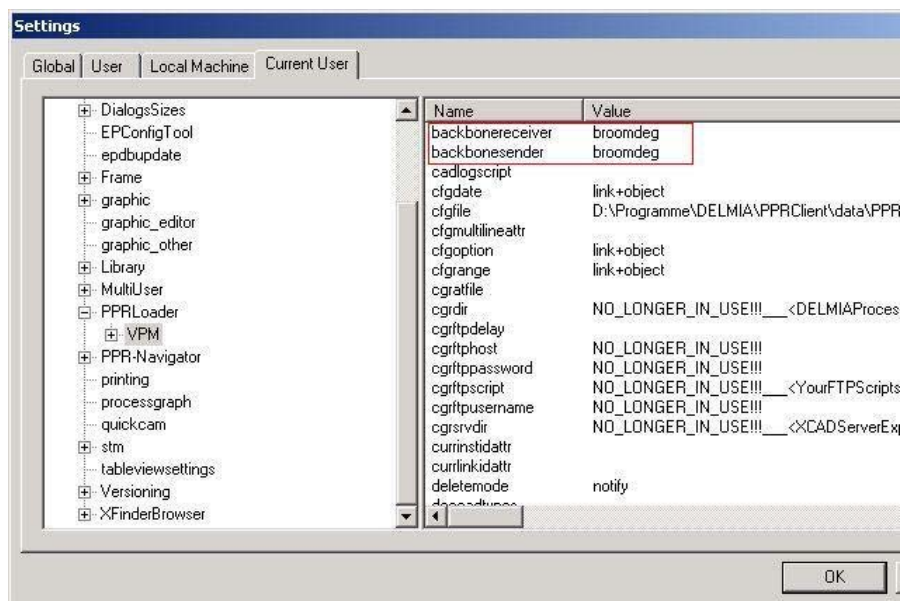 Settings
Global User Local Machine Current User
DialogsSizes
EPConfigTool
epdbupdate
Frame
graphic
graphic_editor
graphic_other
Library
MultiUser
PPRLoader
VPM
PPR-Navigator
printing
processgraph
quickcam
stm
tableviewsettings
Versioning
XFinderBrowser
Name Value
backbonereceiver broomdeg
backbonesender broomdeg
cadlogscript
cfgdate link+object
cfgfile D:\Programme\DELMIA\PPRClient\data\PPR
cfgmultilineattr
cfgoption link+object
cfgrange link+object
cgratfile
cgrdir NO_LONGER_IN_USE!!!___<DELMIAProces
cgrftpdelay
cgrftphost NO_LONGER_IN_USE!!!
cgrftppassword NO_LONGER_IN_USE!!!
cgrftpscript NO_LONGER_IN_USE!!!___<YourFTPScripts
cgrftpusername NO_LONGER_IN_USE!!!
cgrsrvdir NO_LONGER_IN_USE!!!___<XCADServerExp
currinstidattr
currlinkidattr
deletemode notify
OK